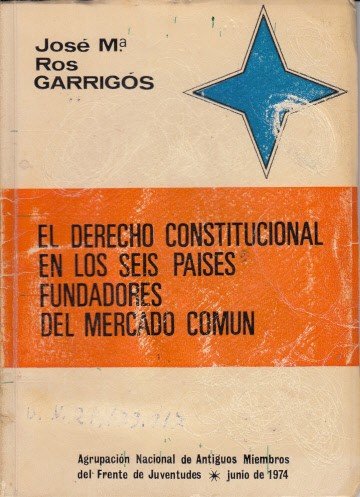 José Mª
Ros
GARRIGÓS
EL DERECHO CONSTITUCIONAL
EN LOS SEIS PAISES
FUNDADORES
DEL MERCADO COMUN
Agrupación Nacional de Antiguos Miembros
del Frente de Juventudes ✶ junio de 1974